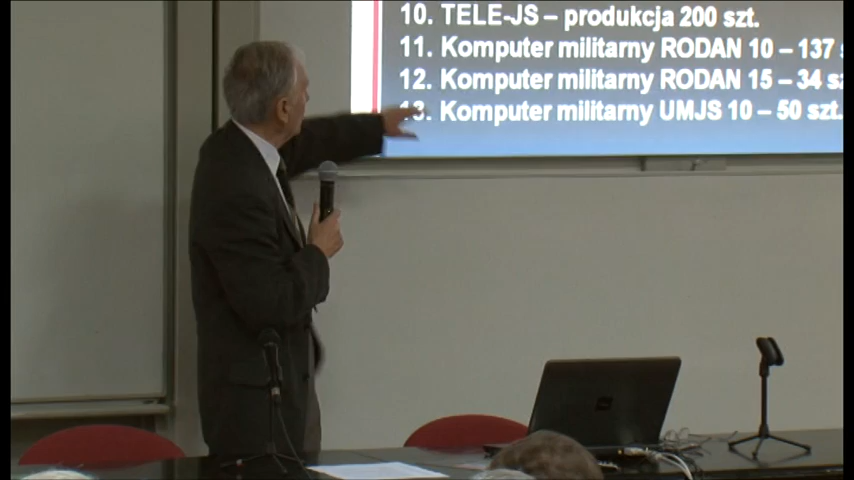 10. TELE-JS – produkcja 200 szt.
11. Komputer militarny RODAN 10 – 137
12. Komputer militarny RODAN 15 – 34 sz
13. Komputer militarny UMJS 10 – 50 szt.